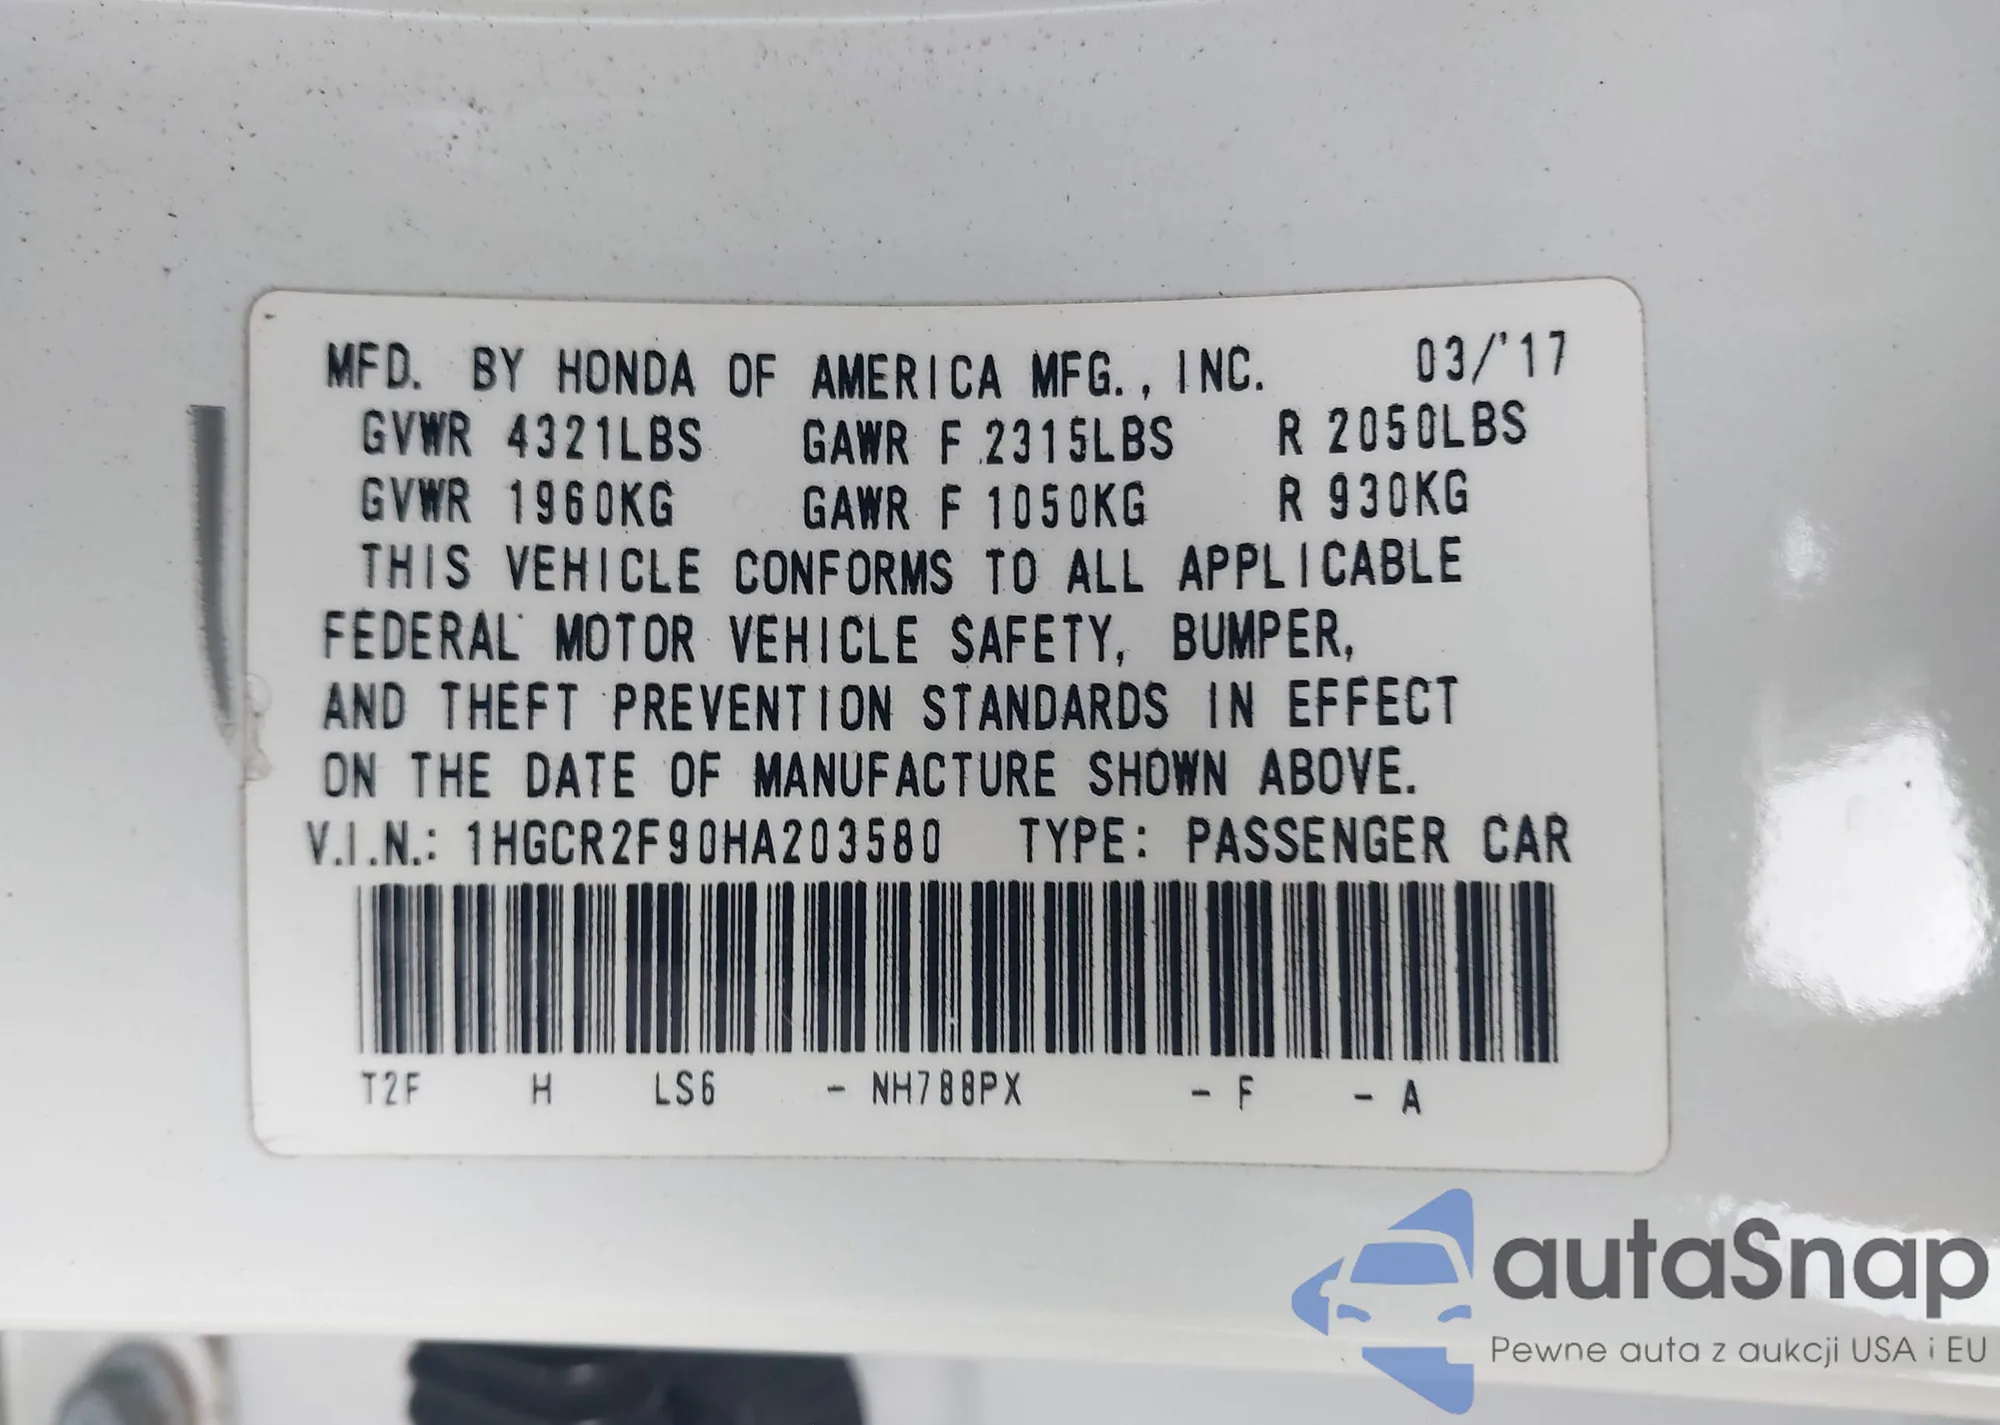 MFD. BY HONDA OF AMERICA MFG., INC. 03/'17
GVWR 4321LBS GAWR F 2315LBS R 2050LBS
GVWR 1960KG GAWR F 1050KG R 930KG
THIS VEHICLE CONFORMS TO ALL APPLICABLE
FEDERAL MOTOR VEHICLE SAFETY, BUMPER,
AND THEFT PREVENTION STANDARDS IN EFFECT
ON THE DATE OF MANUFACTURE SHOWN ABOVE.
V.I.N.: 1HGCR2F90HA203580 TYPE: PASSENGER CAR
T2F H LS6 - NH788PX - F - A
autaSnap
Pewne auta z aukcji USA i EU